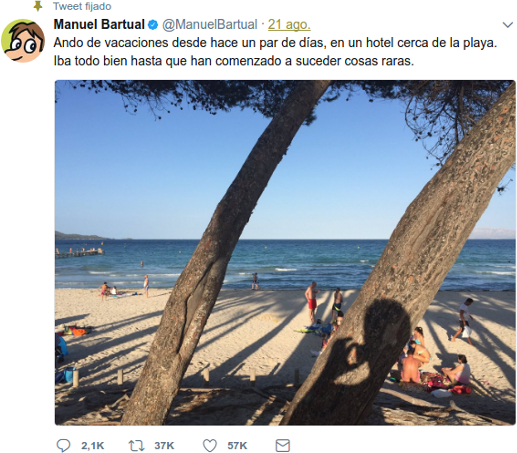 Tweet fijado
Manuel Bartual @ManuelBartual · 21 ago.
Ando de vacaciones desde hace un par de días, en un hotel cerca de la playa.
Iba todo bien hasta que han comenzado a suceder cosas raras.
2,1K 37K 57K